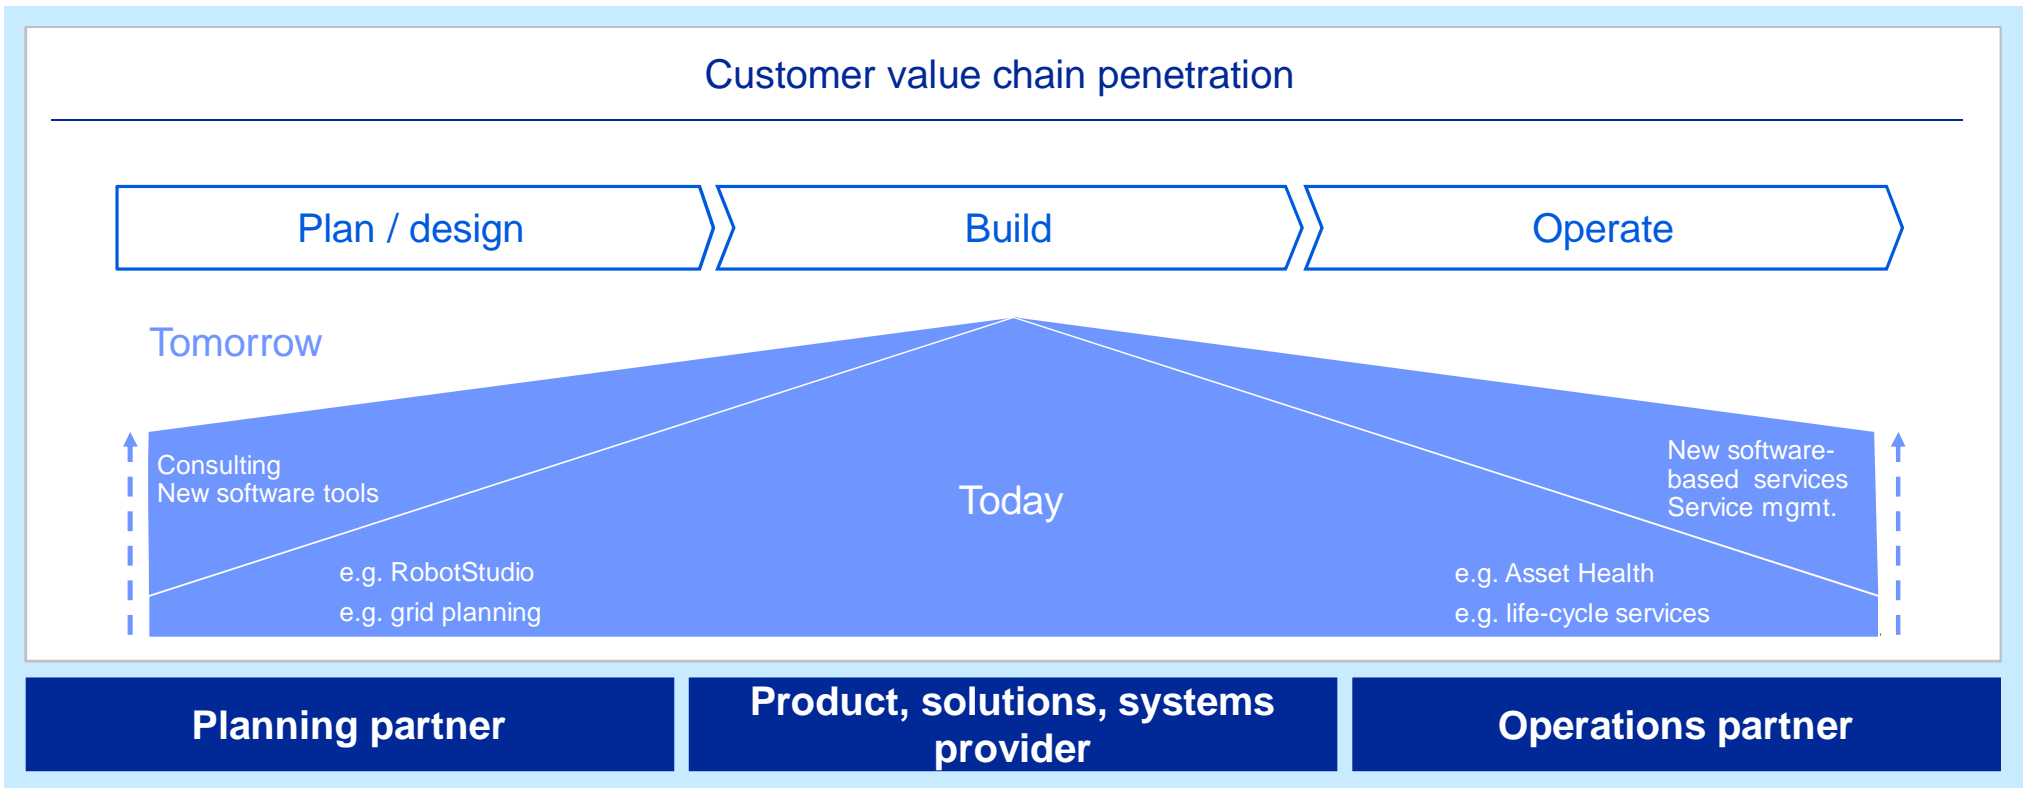 Customer value chain penetration
Plan / design
Build
Operate
Tomorrow
Consulting
New software tools
New software-
based services
Service mgmt.
Today
e.g. RobotStudio
e.g. grid planning
e.g. Asset Health
e.g. life-cycle services
Planning partner
Product, solutions, systems
provider
Operations partner